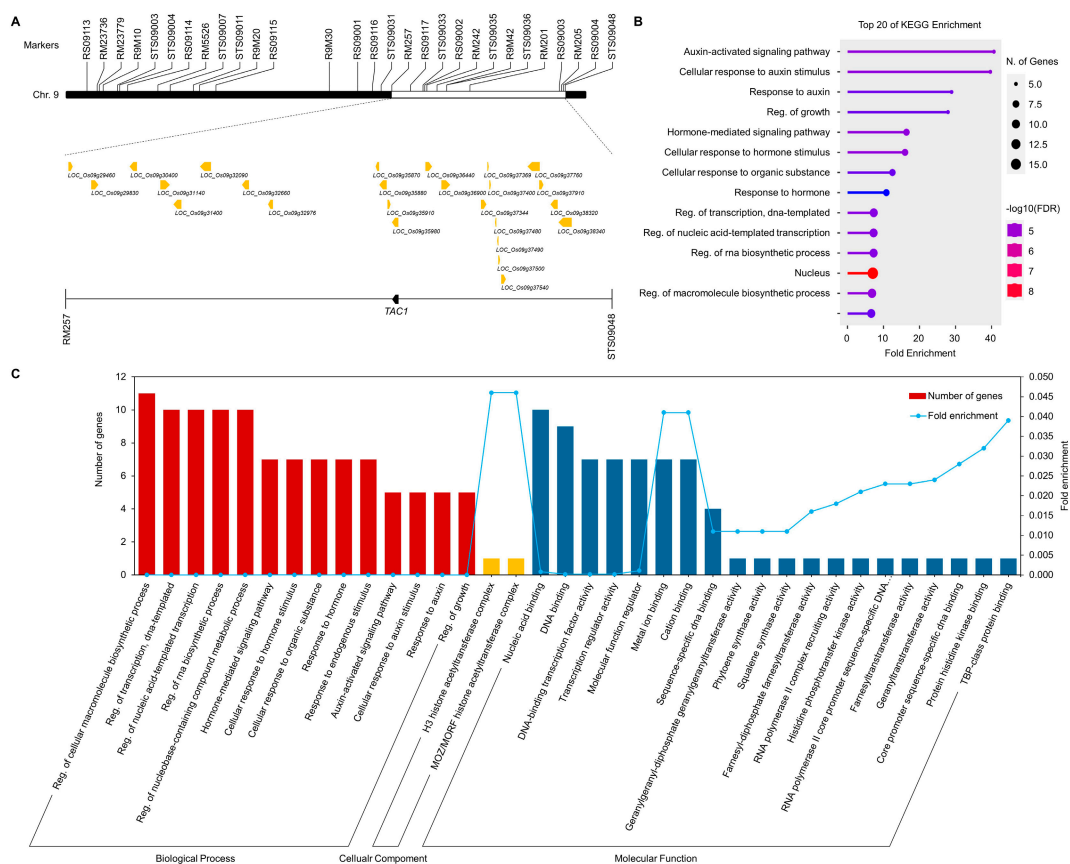 A
Markers
RS09113
RM23736
RM23779
RM9M10
STS09003
STS09004
RS09114
RM5526
STS09007
STS09011
R9M20
RS09115
R9M30
RS09001
RS09116
STS09031
RM257
RS09117
STS09033
RS09002
RM242
STS09035
R9M42
STS09036
RM201
RS09003
RM205
RS09004
STS09048
Chr. 9
LOC_Os09g29460
LOC_Os09g29830
LOC_Os09g30400
LOC_Os09g31140
LOC_Os09g31400
LOC_Os09g32090
LOC_Os09g32660
LOC_Os09g32976
LOC_Os09g35870
LOC_Os09g35880
LOC_Os09g35910
LOC_Os09g35980
LOC_Os09g36440
LOC_Os09g36900
LOC_Os09g37344
LOC_Os09g37369
LOC_Os09g37400
LOC_Os09g37480
LOC_Os09g37490
LOC_Os09g37500
LOC_Os09g37540
LOC_Os09g37760
LOC_Os09g37910
LOC_Os09g38320
LOC_Os09g38340
RM257
TAC1
STS09048
B
Top 20 of KEGG Enrichment
Auxin-activated signaling pathway
Cellular response to auxin stimulus
Response to auxin
Reg. of growth
Hormone-mediated signaling pathway
Cellular response to hormone stimulus
Cellular response to organic substance
Response to hormone
Reg. of transcription, dna-templated
Reg. of nucleic acid-templated transcription
Reg. of rna biosynthetic process
Nucleus
Reg. of macromolecule biosynthetic process
0 10 20 30 40
Fold Enrichment
N. of Genes
5.0
7.5
10.0
12.5
15.0
-log10(FDR)
5
6
7
8
C
Number of genes
12
10
8
6
4
2
0
Number of genes
Fold enrichment
0.050
0.045
0.040
0.035
0.030
0.025
0.020
0.015
0.010
0.005
0.000
Fold enrichment
Reg. of cellular macromolecule biosynthetic process
Reg. of transcription, dna-templated
Reg. of nucleic acid-templated transcription
Reg. of rna biosynthetic process
Reg. of nucleobase-containing compound metabolic process
Hormone-mediated signaling pathway
Cellular response to hormone stimulus
Cellular response to organic substance
Response to hormone
Response to endogenous stimulus
Auxin-activated signaling pathway
Cellular response to auxin stimulus
Response to auxin
Reg. of growth
H3 histone acetyltransferase complex
MOZ/MORF histone acetyltransferase complex
Nucleic acid binding
DNA binding
DNA-binding transcription factor activity
Transcription regulator activity
Molecular function regulator
Metal ion binding
Cation binding
Sequence-specific dna binding
Geranylgeranyl-diphosphate geranylgeranyltransferase activity
Phytoene synthase activity
Squalene synthase activity
Farnesyl-diphosphate farnesyltransferase activity
RNA polymerase II complex recruiting activity
Histidine phosphotransfer kinase activity
RNA polymerase II core promoter sequence-specific DNA...
Farnesyltranstransferase activity
Geranyltranstransferase activity
Core promoter sequence-specific dna binding
Protein histidine kinase binding
TBP-class protein binding
Biological Process
Cellualr Compoment
Molecular Function